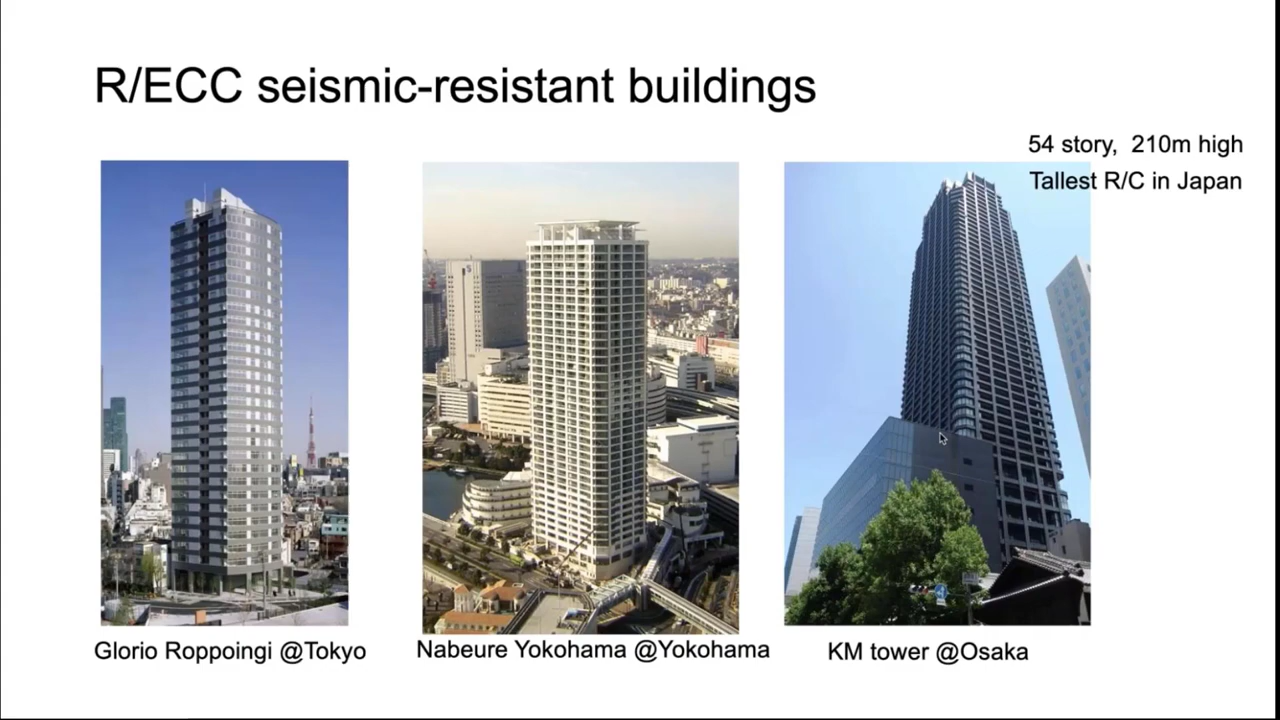 R/ECC seismic-resistant buildings
54 story, 210m high
Tallest R/C in Japan
Glorio Roppoingi @Tokyo
Nabeure Yokohama @Yokohama
KM tower @Osaka